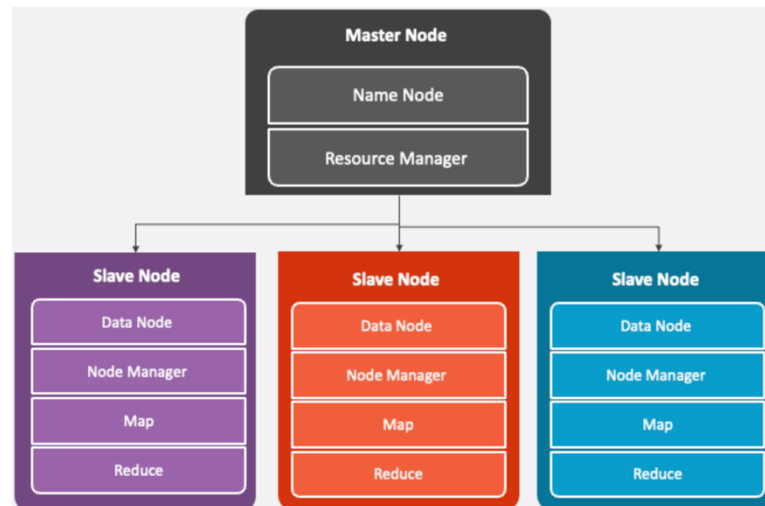 Master Node
Name Node
Resource Manager
Slave Node
Data Node
Node Manager
Map
Reduce
Slave Node
Data Node
Node Manager
Map
Reduce
Slave Node
Data Node
Node Manager
Map
Reduce